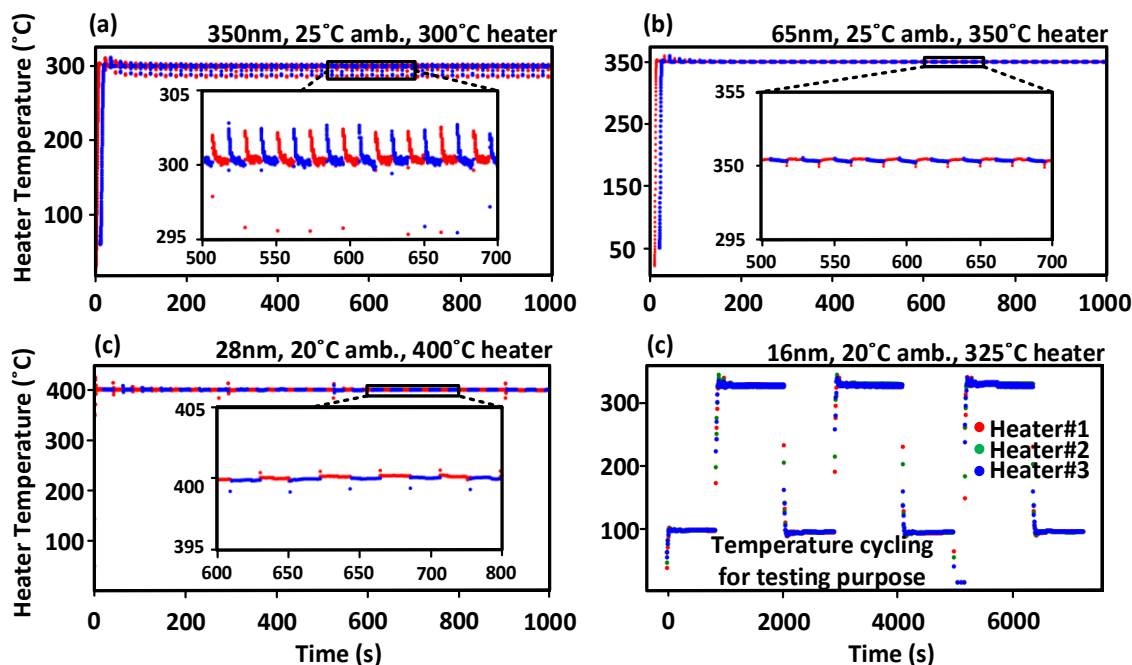 (a)
350nm, 25˚C amb., 300˚C heater
Heater Temperature (˚C)
300
200
100
305
300
295
500 550 600 650 700
0 200 400 600 800 1000
(b)
65nm, 25˚C amb., 350˚C heater
350
250
150
50
355
350
295
500 550 600 650 700
0 200 400 600 800 1000
(c)
28nm, 20˚C amb., 400˚C heater
Heater Temperature (˚C)
400
300
200
100
405
400
395
600 650 650 700 750 800
0 200 400 600 800 1000
Time (s)
(c)
16nm, 20˚C amb., 325˚C heater
300
200
100
Heater#1
Heater#2
Heater#3
Temperature cycling
for testing purpose
0 2000 4000 6000
Time (s)